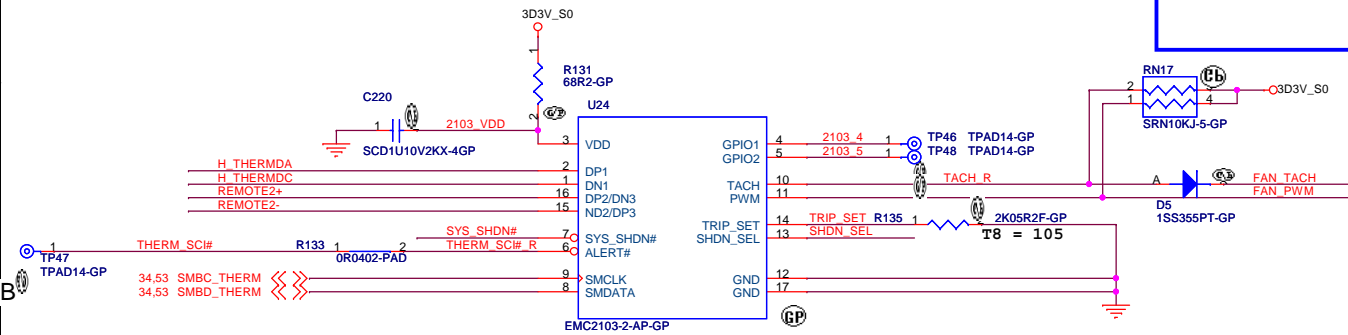 3D3V_S0
1
R131
68R2-GP
2
RN17
2
1
3
4
3D3V_S0
SRN10KJ-5-GP
C220
1
2103_VDD
SCD1U10V2KX-4GP
U24
3 VDD
GPIO1 4 2103_4 1 TP46 TPAD14-GP
GPIO2 5 2103_5 1 TP48 TPAD14-GP
H_THERMDA 2 DP1
H_THERMDC 1 DN1
REMOTE2+ 16 DP2/DN3
REMOTE2- 15 ND2/DP3
TACH 10 TACH_R A FAN_TACH
PWM 11 FAN_PWM
D5
1SS355PT-GP
TRIP_SET 14 TRIP_SET R135 1 2K05R2F-GP
SHDN_SEL 13 SHDN_SEL
T8 = 105
SYS_SHDN# 7 SYS_SHDN#
TP47
TPAD14-GP
1 THERM_SCI# R133 1 2 THERM_SCI#_R 6 ALERT#
0R0402-PAD
34,53 SMBC_THERM 9 SMCLK
34,53 SMBD_THERM 8 SMDATA
GND 12
GND 17
B
EMC2103-2-AP-GP
GP